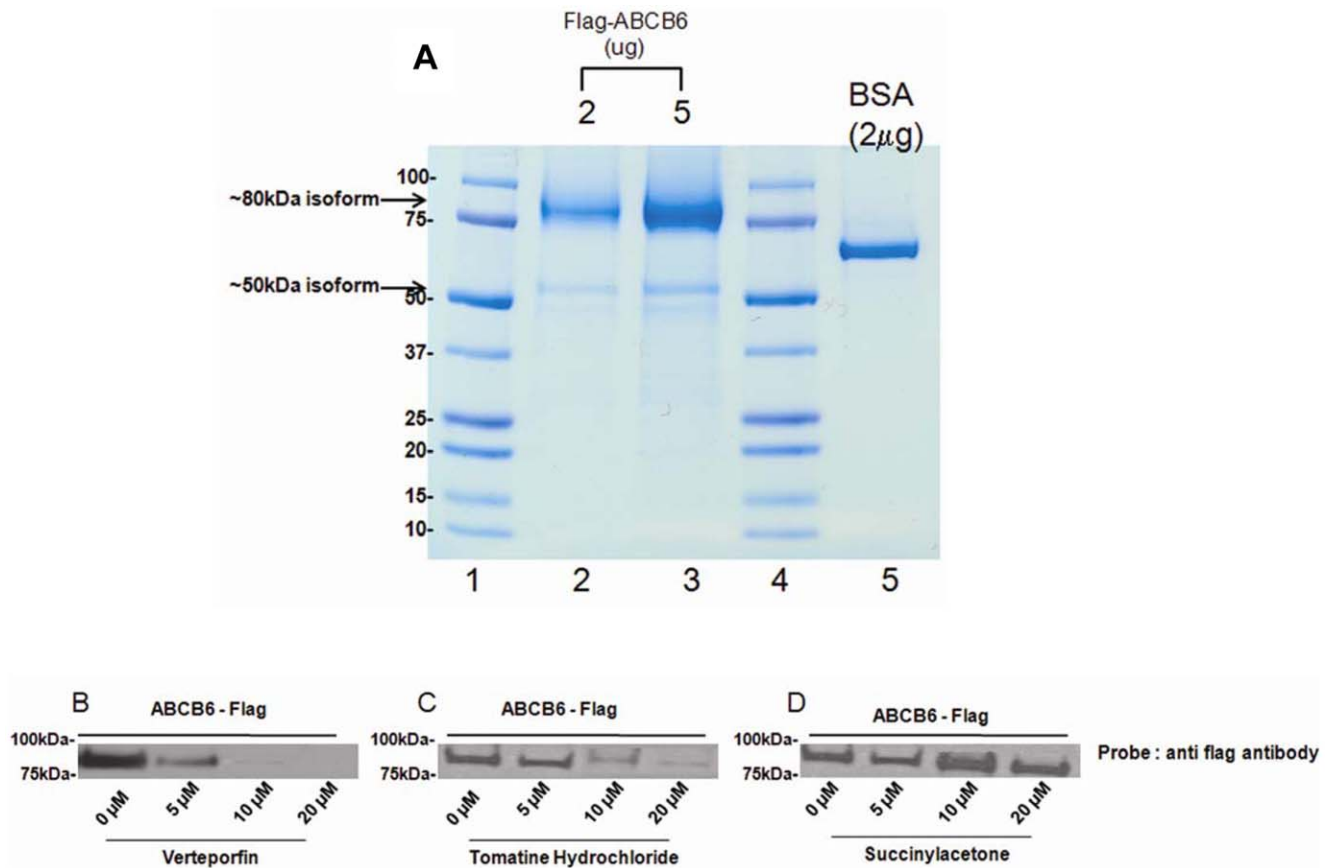 Flag-ABCB6
(ug)
A
2 5
BSA
(2μg)
100-
~80kDa isoform
75-
~50kDa isoform
50-
37-
25-
20-
15-
10-
1 2 3 4 5
B
ABCB6 - Flag
100kDa-
75kDa-
0 μM 5 μM 10 μM 20 μM
Verteporfin
C
ABCB6 - Flag
100kDa-
75kDa-
0 μM 5 μM 10 μM 20 μM
Tomatine Hydrochloride
D
ABCB6 - Flag
100kDa-
75kDa-
0 μM 5 μM 10 μM 20 μM
Succinylacetone
Probe : anti flag antibody